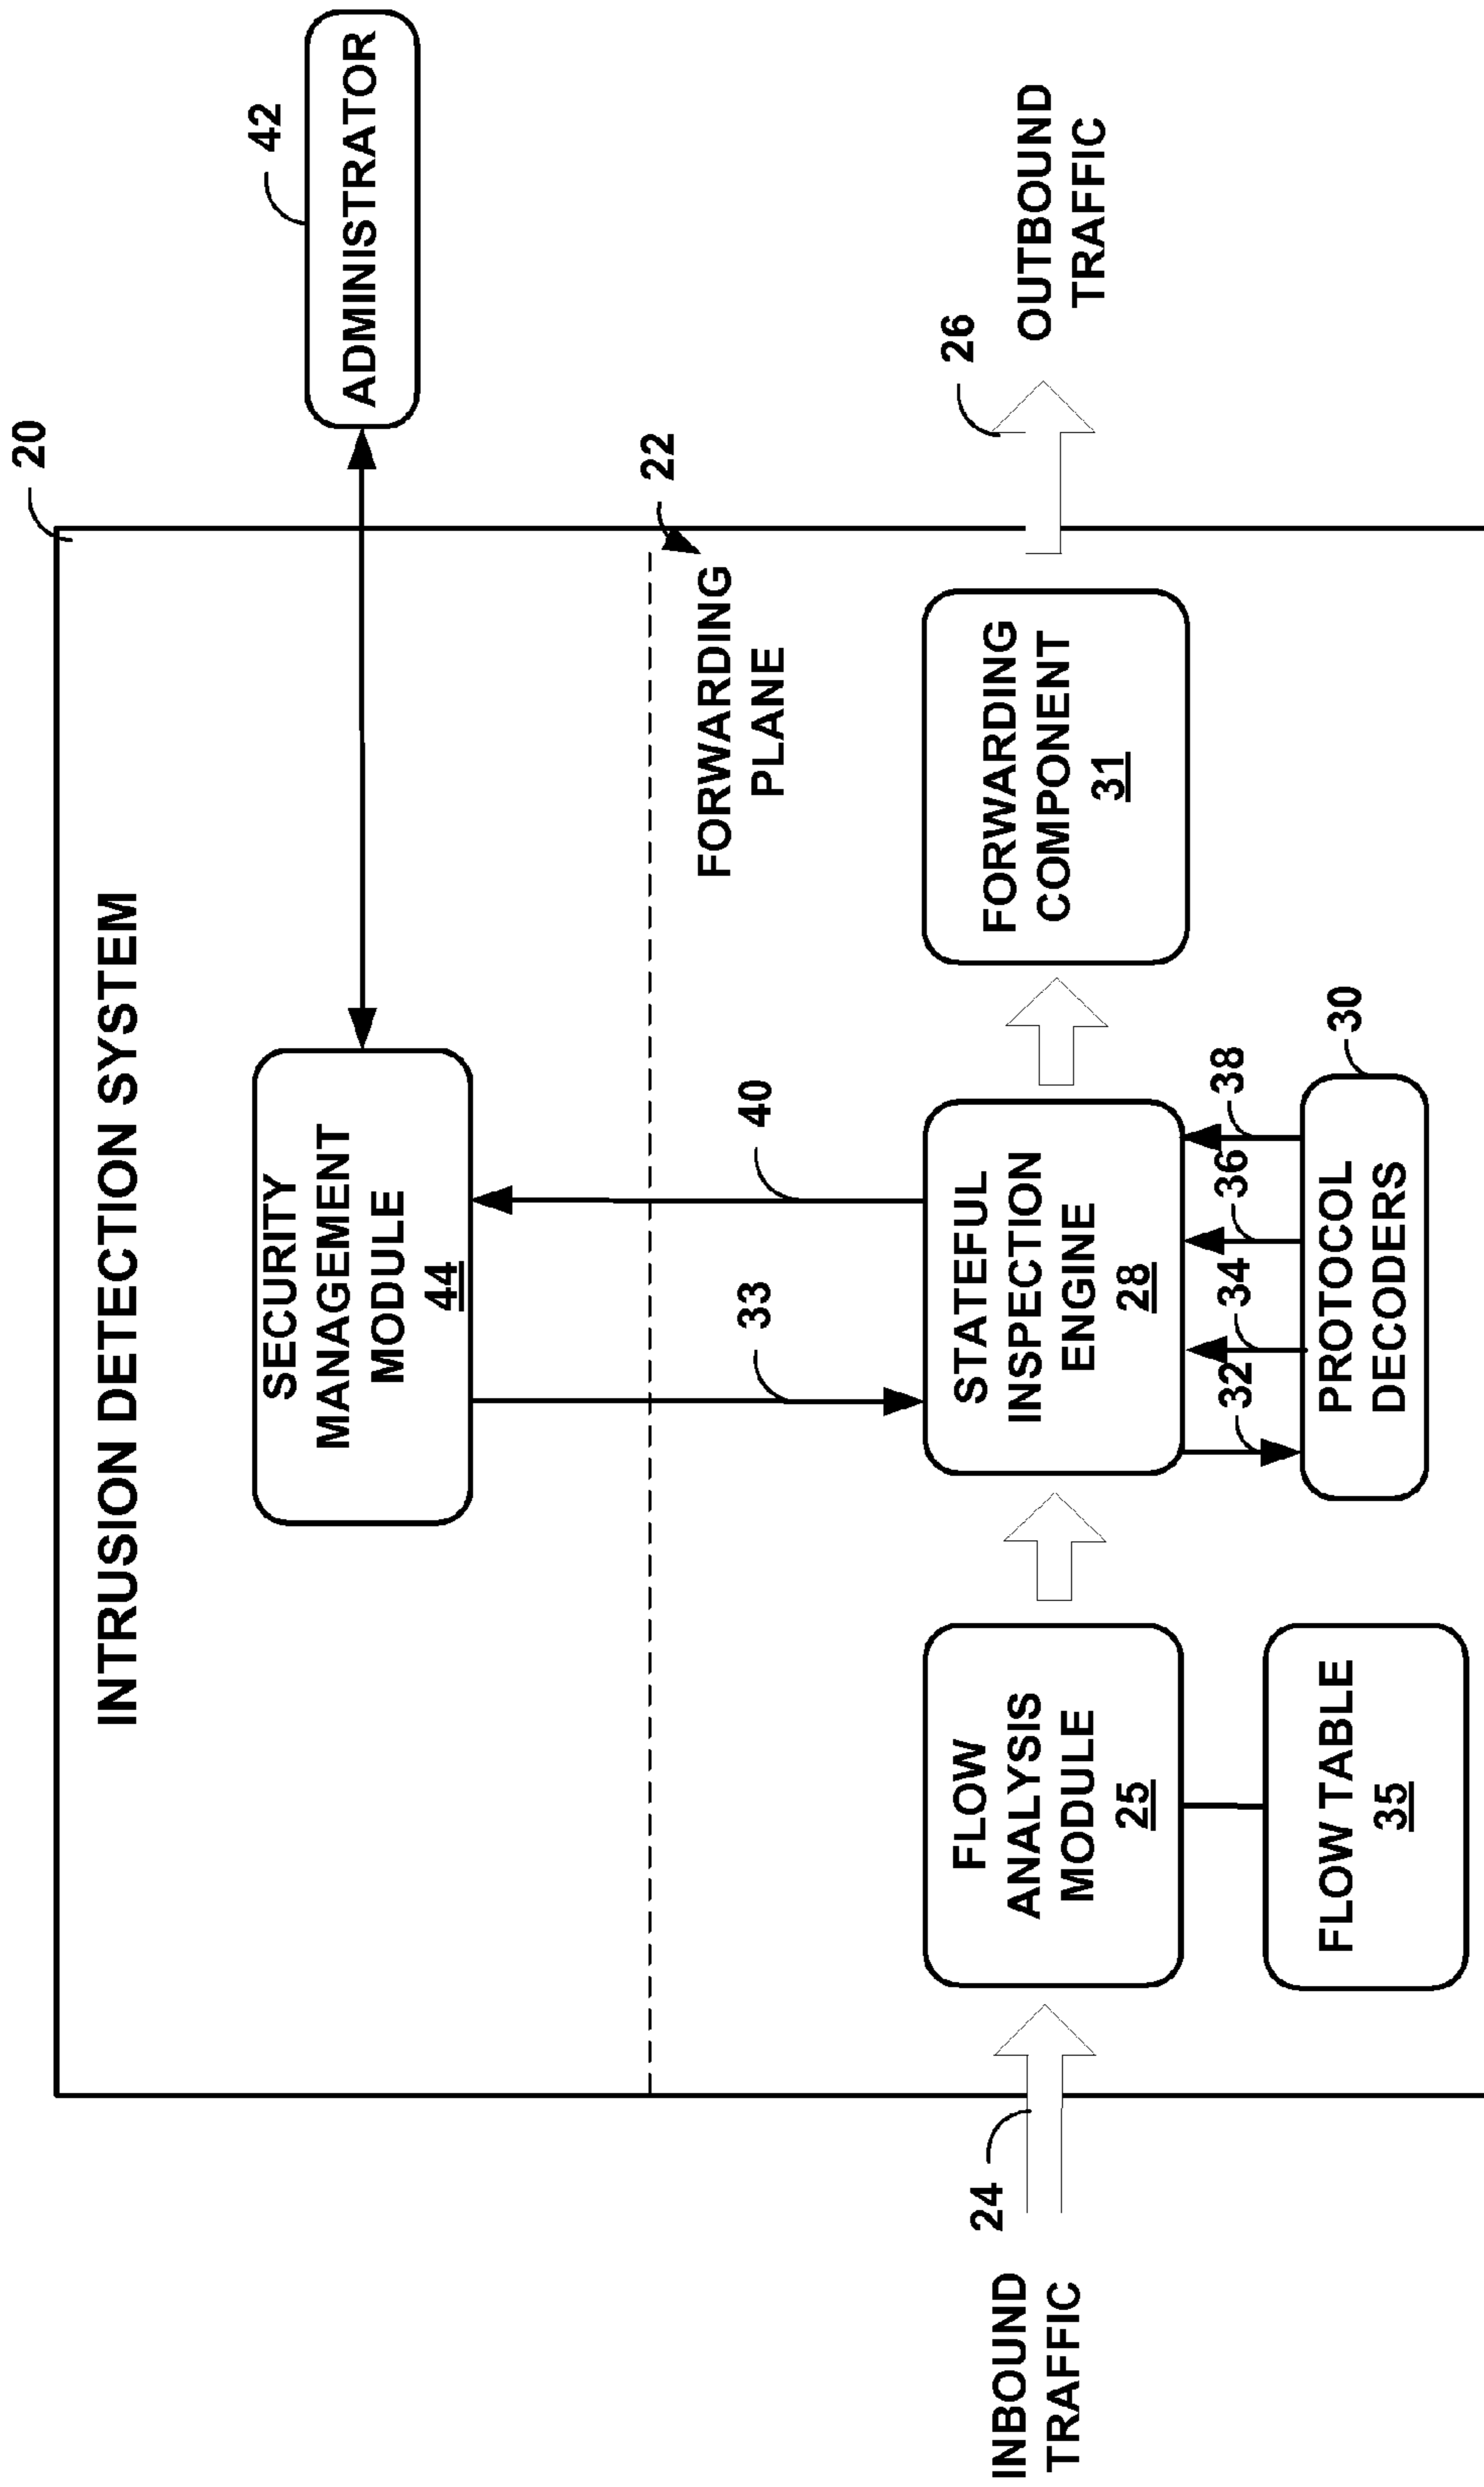 20
INTRUSION DETECTION SYSTEM
42
ADMINISTRATOR
SECURITY
MANAGEMENT
MODULE
44
22
FORWARDING
PLANE
33
40
24
INBOUND
TRAFFIC
FLOW
ANALYSIS
MODULE
25
STATEFUL
INSPECTION
ENGINE
28
FORWARDING
COMPONENT
31
26
OUTBOUND
TRAFFIC
32
34
36
38
30
FLOW TABLE
35
PROTOCOL
DECODERS